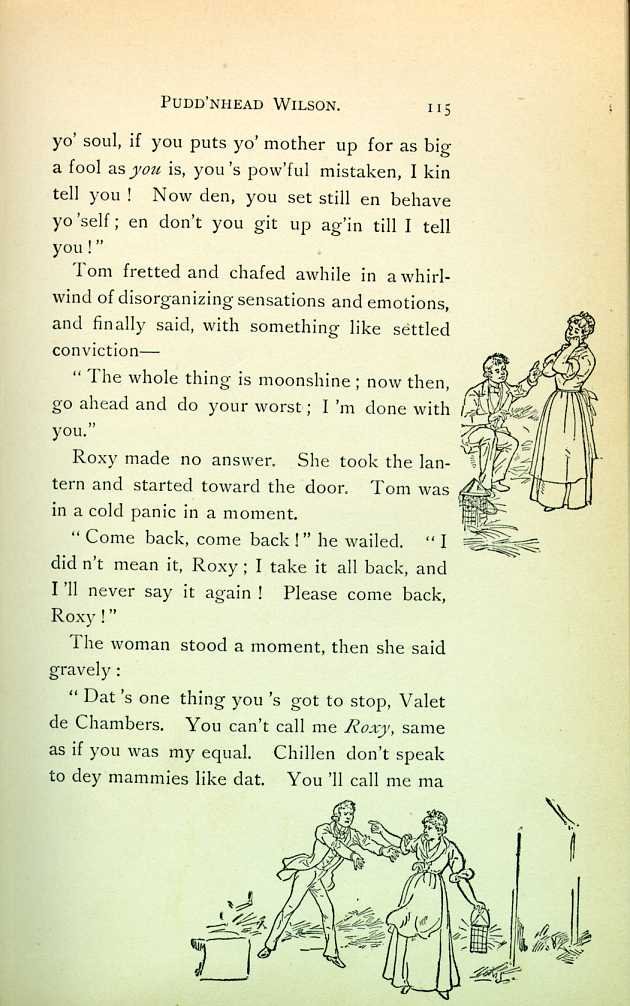 PUDD'NHEAD WILSON. 115
yo' soul, if you puts yo' mother up for as big
a fool as you is, you 's pow'ful mistaken, I kin
tell you ! Now den, you set still en behave
yo 'self ; en don't you git up ag'in till I tell
you ! "
Tom fretted and chafed awhile in a whirl-
wind of disorganizing sensations and emotions,
and finally said, with something like settled
conviction—
" The whole thing is moonshine ; now then,
go ahead and do your worst ; I 'm done with
you."
Roxy made no answer. She took the lan-
tern and started toward the door. Tom was
in a cold panic in a moment.
" Come back, come back ! " he wailed. " I
did n't mean it, Roxy ; I take it all back, and
I 'll never say it again ! Please come back,
Roxy ! "
The woman stood a moment, then she said
gravely :
" Dat 's one thing you 's got to stop, Valet
de Chambers. You can't call me Roxy, same
as if you was my equal. Chillen don't speak
to dey mammies like dat. You 'll call me ma